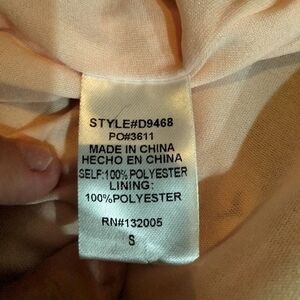 STYLE#D9468
PO#3611
MADE IN CHINA
HECHO EN CHINA
SELF:100% POLYESTER
LINING:
100%POLYESTER
RN#132005
S